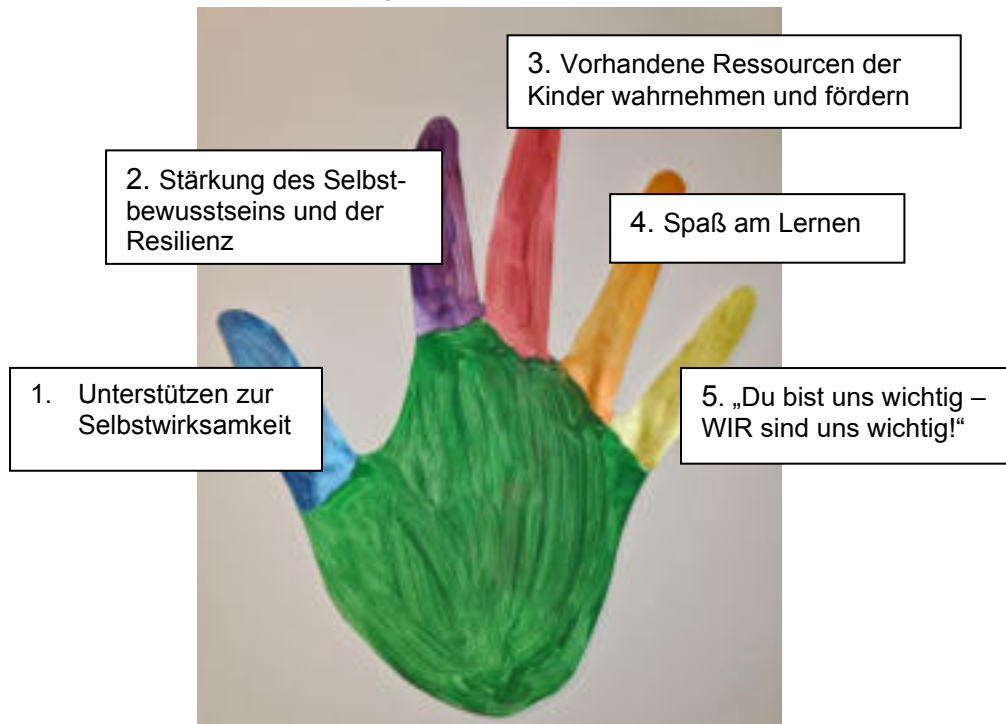 1. Unterstützen zur
Selbstwirksamkeit
2. Stärkung des Selbst-
bewusstseins und der
Resilienz
3. Vorhandene Ressourcen der
Kinder wahrnehmen und fördern
4. Spaß am Lernen
5. „Du bist uns wichtig –
WIR sind uns wichtig!“